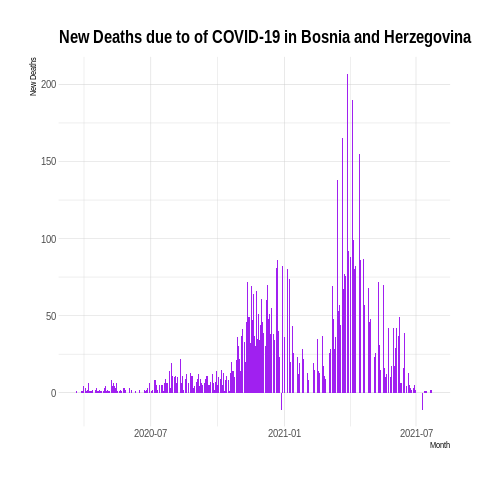 New Deaths due to of COVID-19 in Bosnia and Herzegovina
New Deaths
200
150
100
50
0
2020-07
2021-01
2021-07
Month